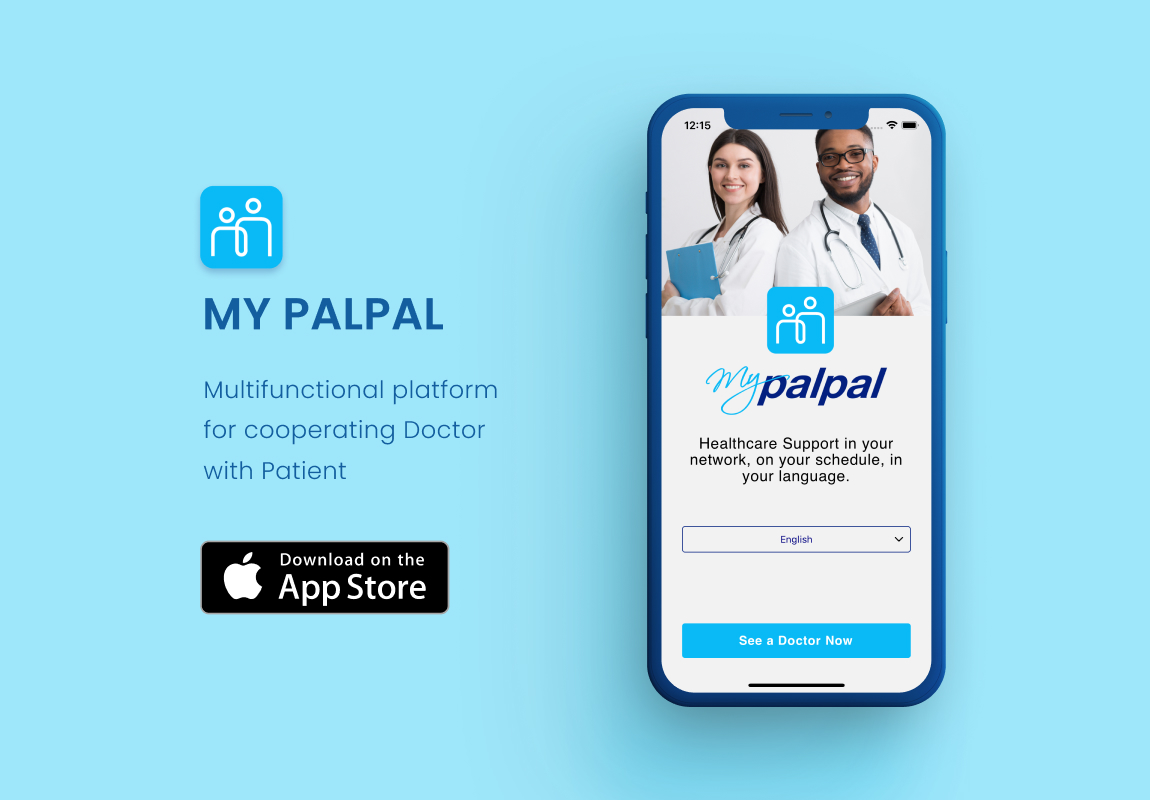 MY PALPAL
Multifunctional platform
for cooperating Doctor
with Patient
Download on the
App Store
12:15
My palpal
Healthcare Support in your
network, on your schedule, in
your language.
English
See a Doctor Now